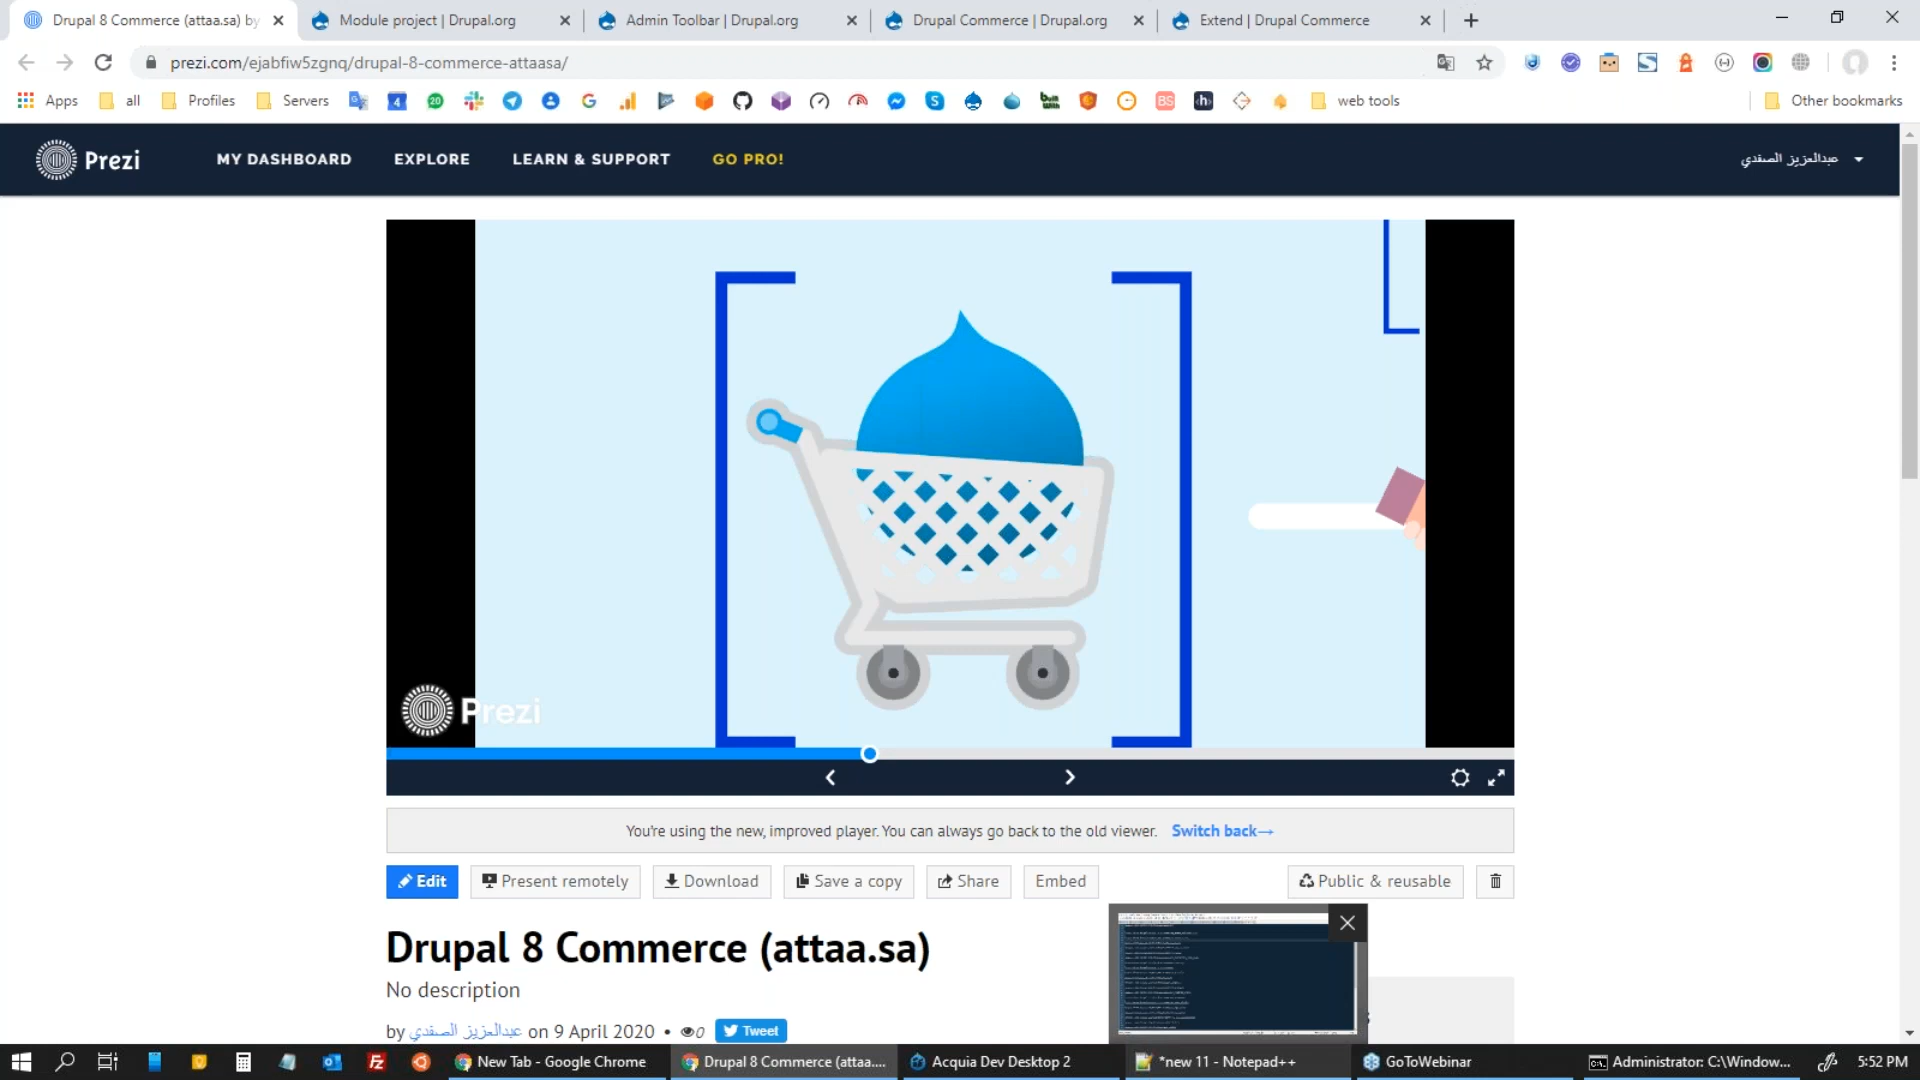 Drupal 8 Commerce (attaa.sa) by
Module project | Drupal.org
Admin Toolbar | Drupal.org
Drupal Commerce | Drupal.org
Extend | Drupal Commerce
prezi.com/ejabfiw5zgnq/drupal-8-commerce-attaasa/
Apps
all
Profiles
Servers
web tools
Other bookmarks
Prezi
MY DASHBOARD
EXPLORE
LEARN & SUPPORT
GO PRO!
عبدالعزيز الصفدي
Prezi
You're using the new, improved player. You can always go back to the old viewer. Switch back→
Edit
Present remotely
Download
Save a copy
Share
Embed
Public & reusable
Drupal 8 Commerce (attaa.sa)
No description
by عبدالعزيز الصفدي on 9 April 2020 • 0
Tweet
New Tab - Google Chrome
Drupal 8 Commerce (attaa....
Acquia Dev Desktop 2
*new 11 - Notepad++
GoToWebinar
Administrator: C:\Window...
5:52 PM